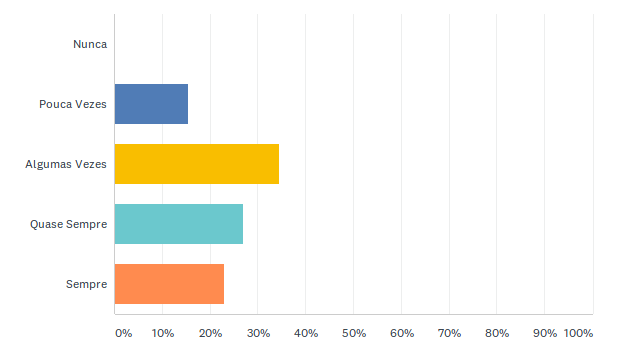 Nunca
Pouca Vezes
Algumas Vezes
Quase Sempre
Sempre
0% 10% 20% 30% 40% 50% 60% 70% 80% 90% 100%